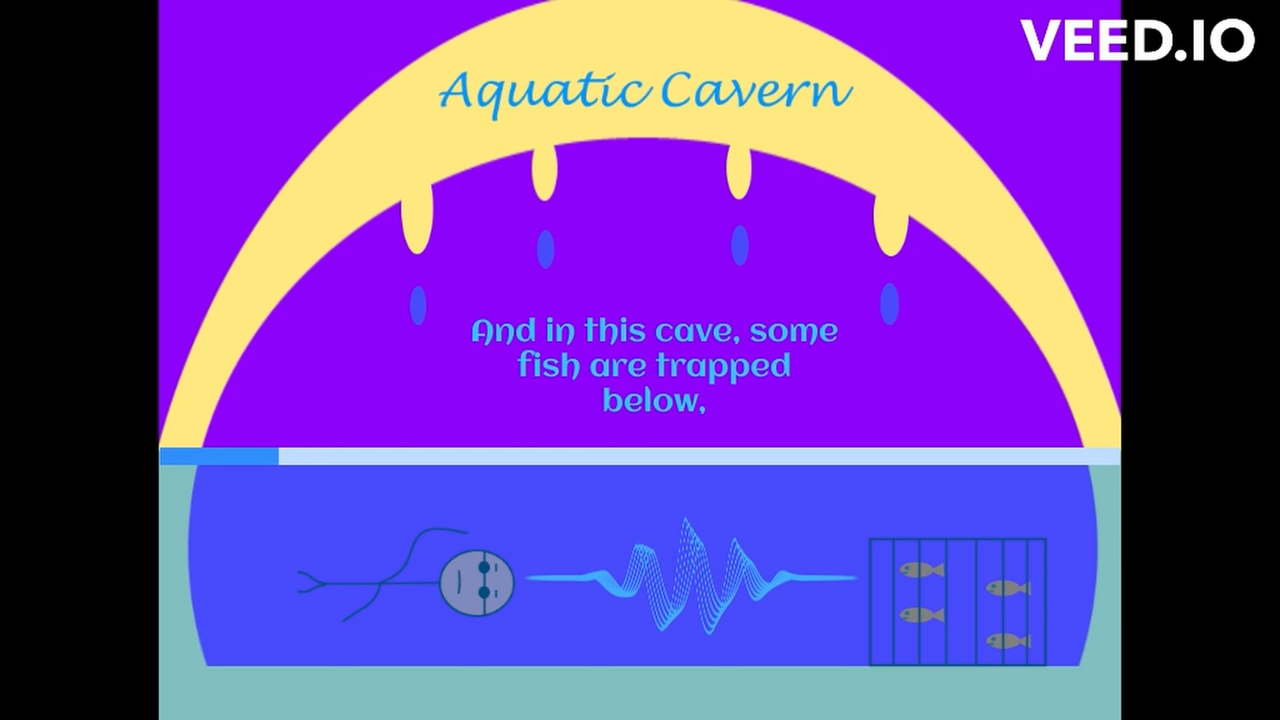 VEED.IO
Aquatic Cavern
And in this cave, some
fish are trapped
below,